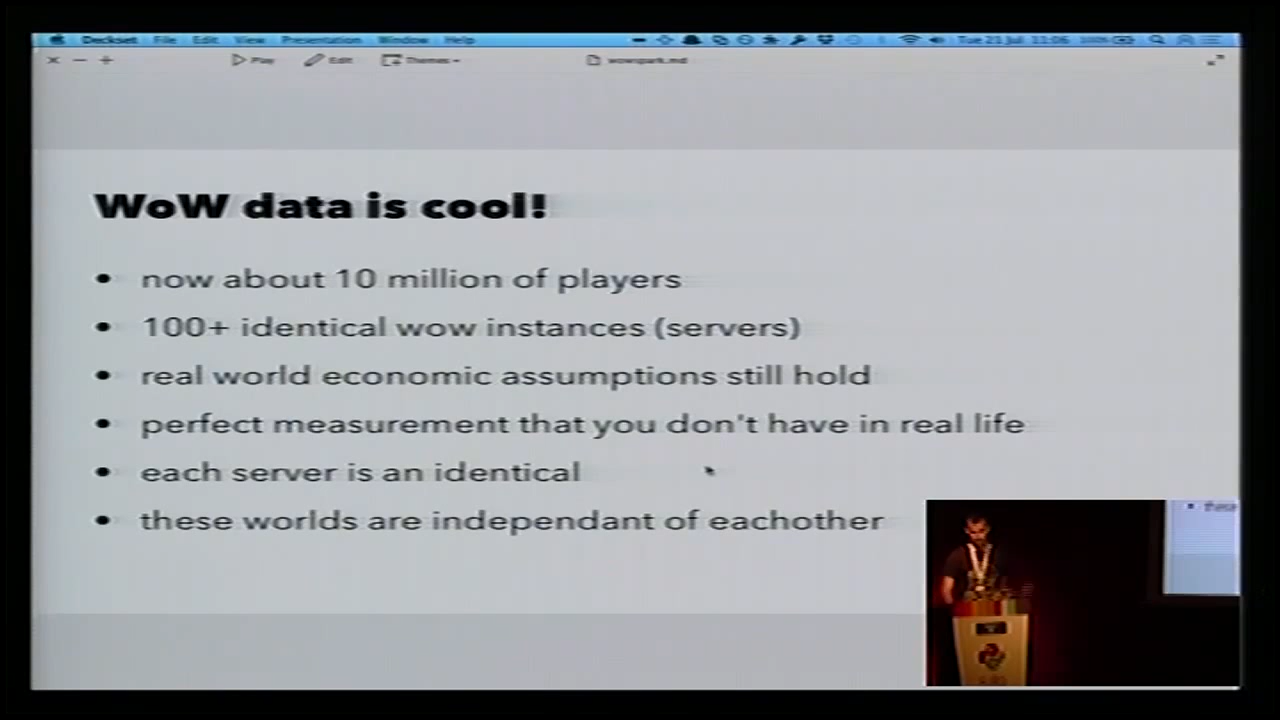 Deckset File Edit View Presentation Window Help Tue 21 Jul 11:06 100%
Play Edit Themes wowspark.md
WoW data is cool!
• now about 10 million of players
• 100+ identical wow instances (servers)
• real world economic assumptions still hold
• perfect measurement that you don't have in real life
• each server is an identical
• these worlds are independant of eachother
these